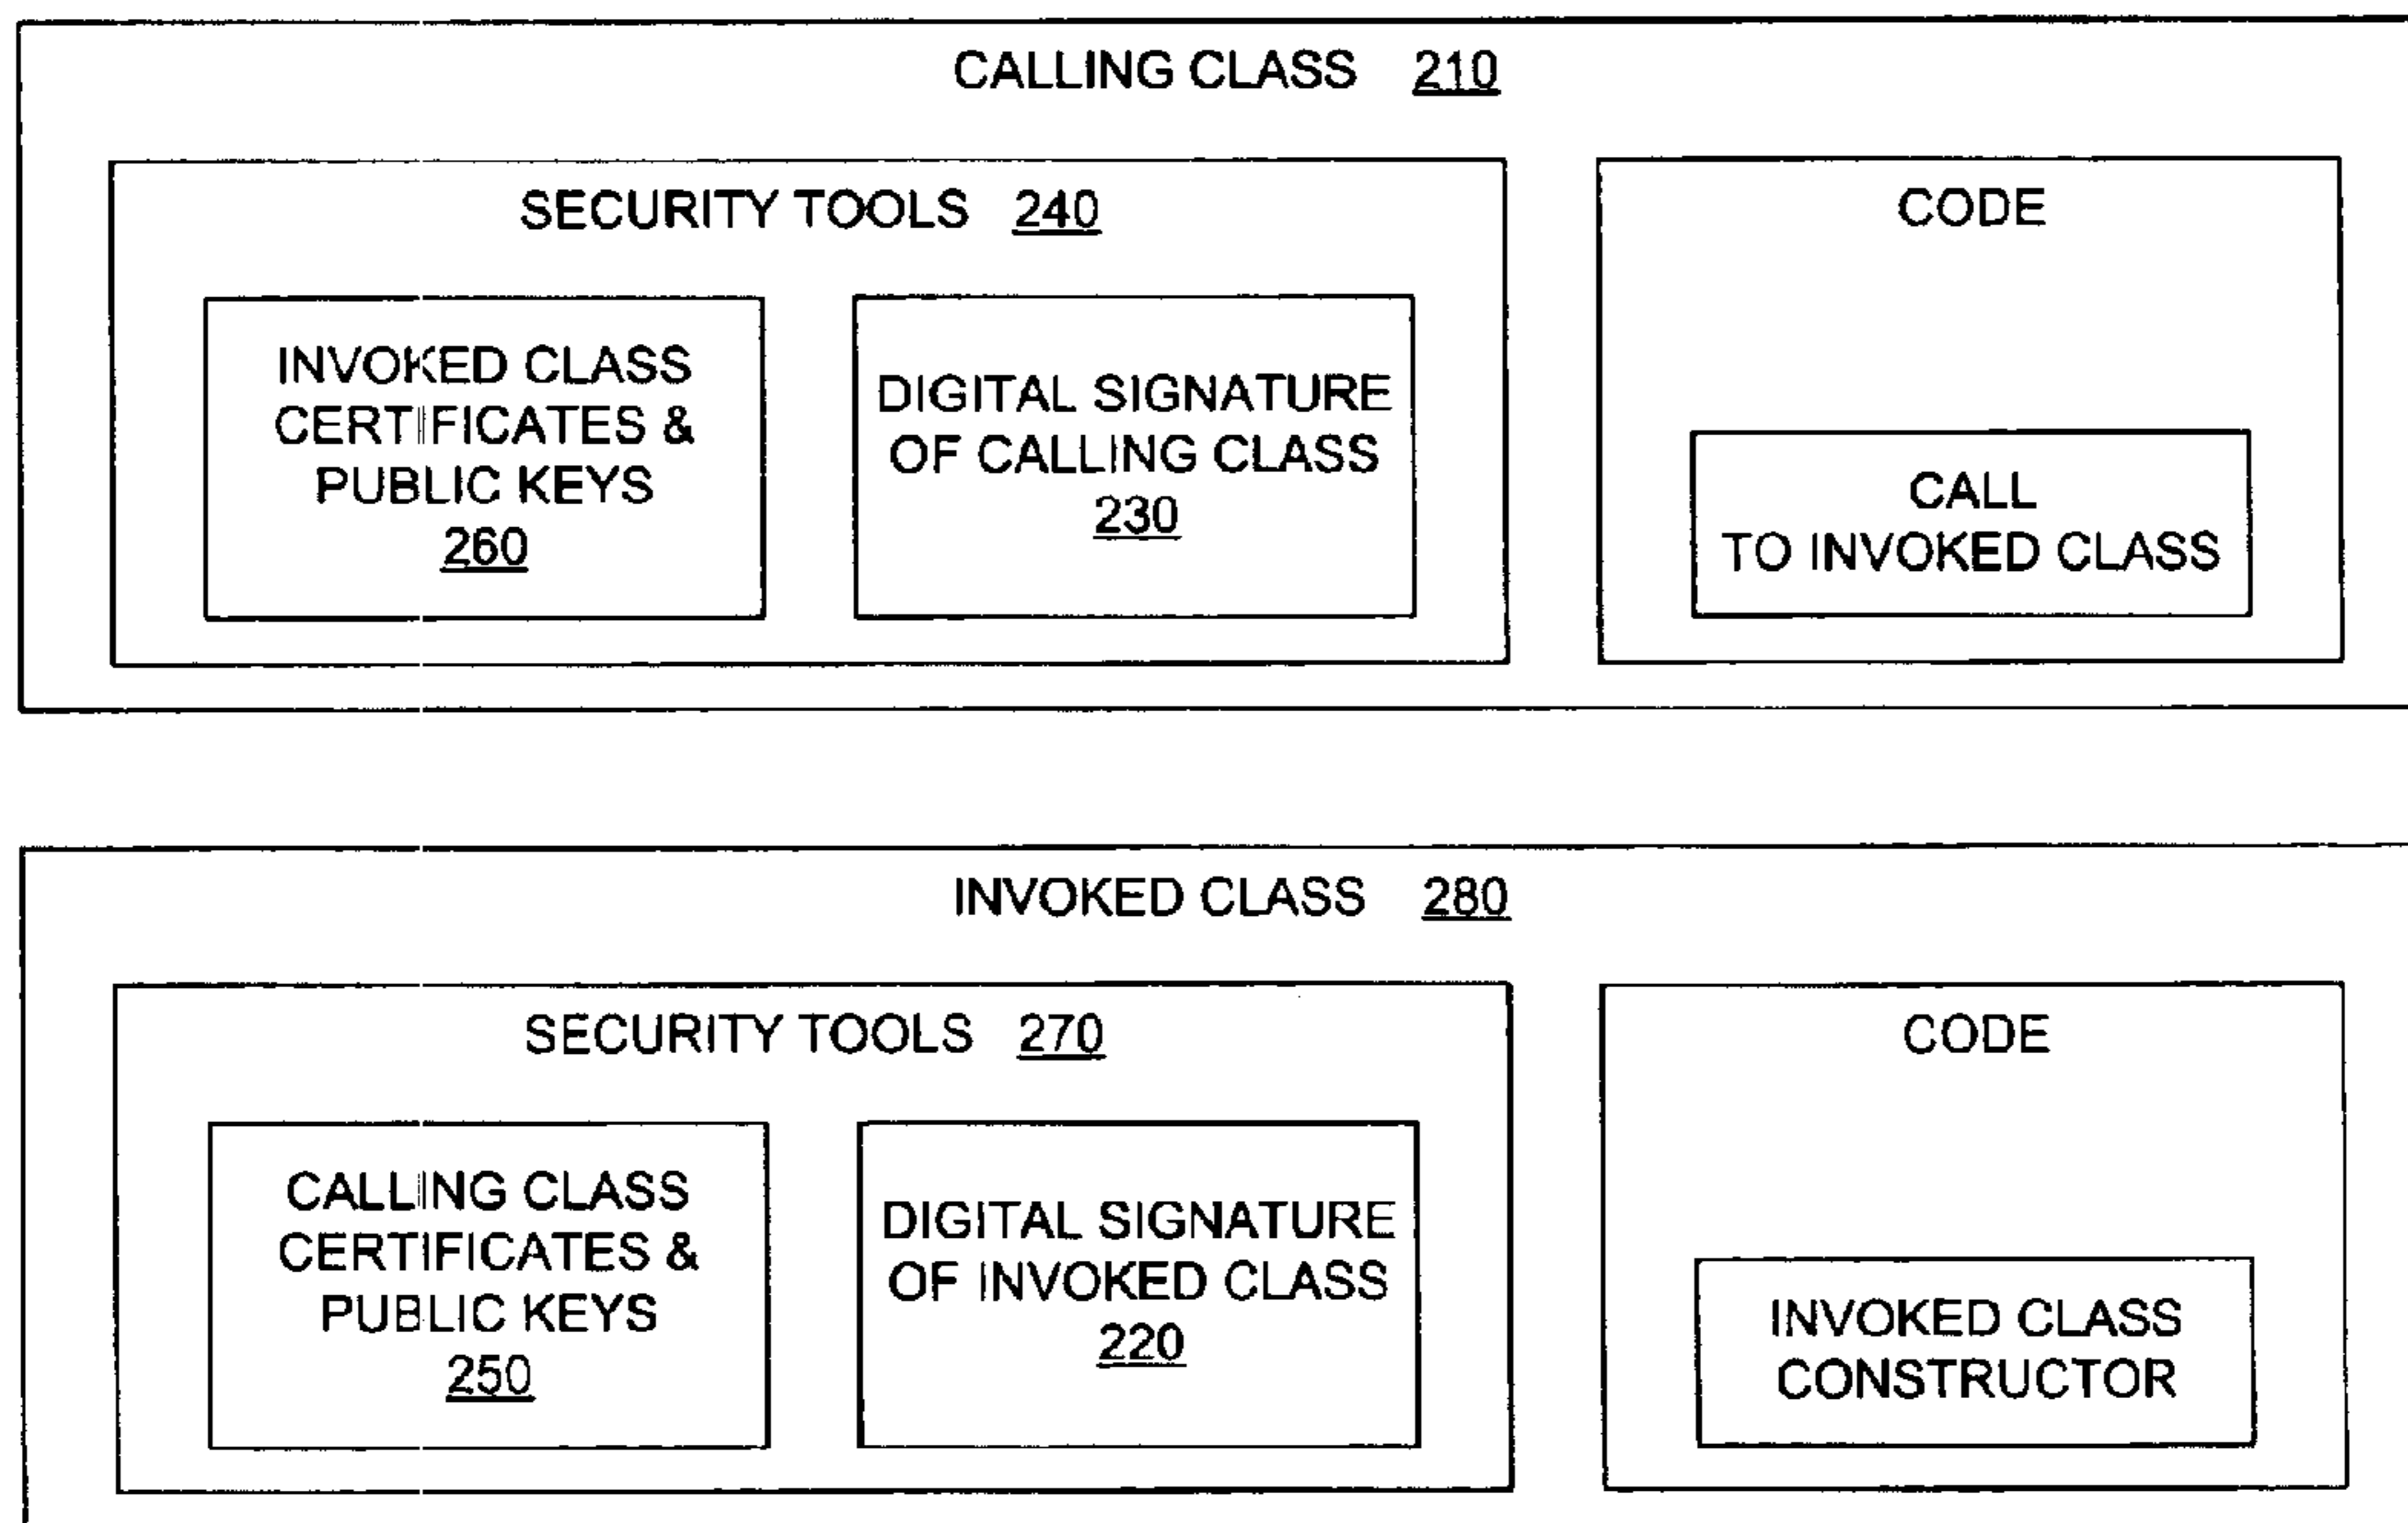 CALLING CLASS 210
SECURITY TOOLS 240
INVOKED CLASS
CERTIFICATES &
PUBLIC KEYS
260
DIGITAL SIGNATURE
OF CALLING CLASS
230
CODE
CALL
TO INVOKED CLASS
INVOKED CLASS 280
SECURITY TOOLS 270
CALLING CLASS
CERTIFICATES &
PUBLIC KEYS
250
DIGITAL SIGNATURE
OF INVOKED CLASS
220
CODE
INVOKED CLASS
CONSTRUCTOR